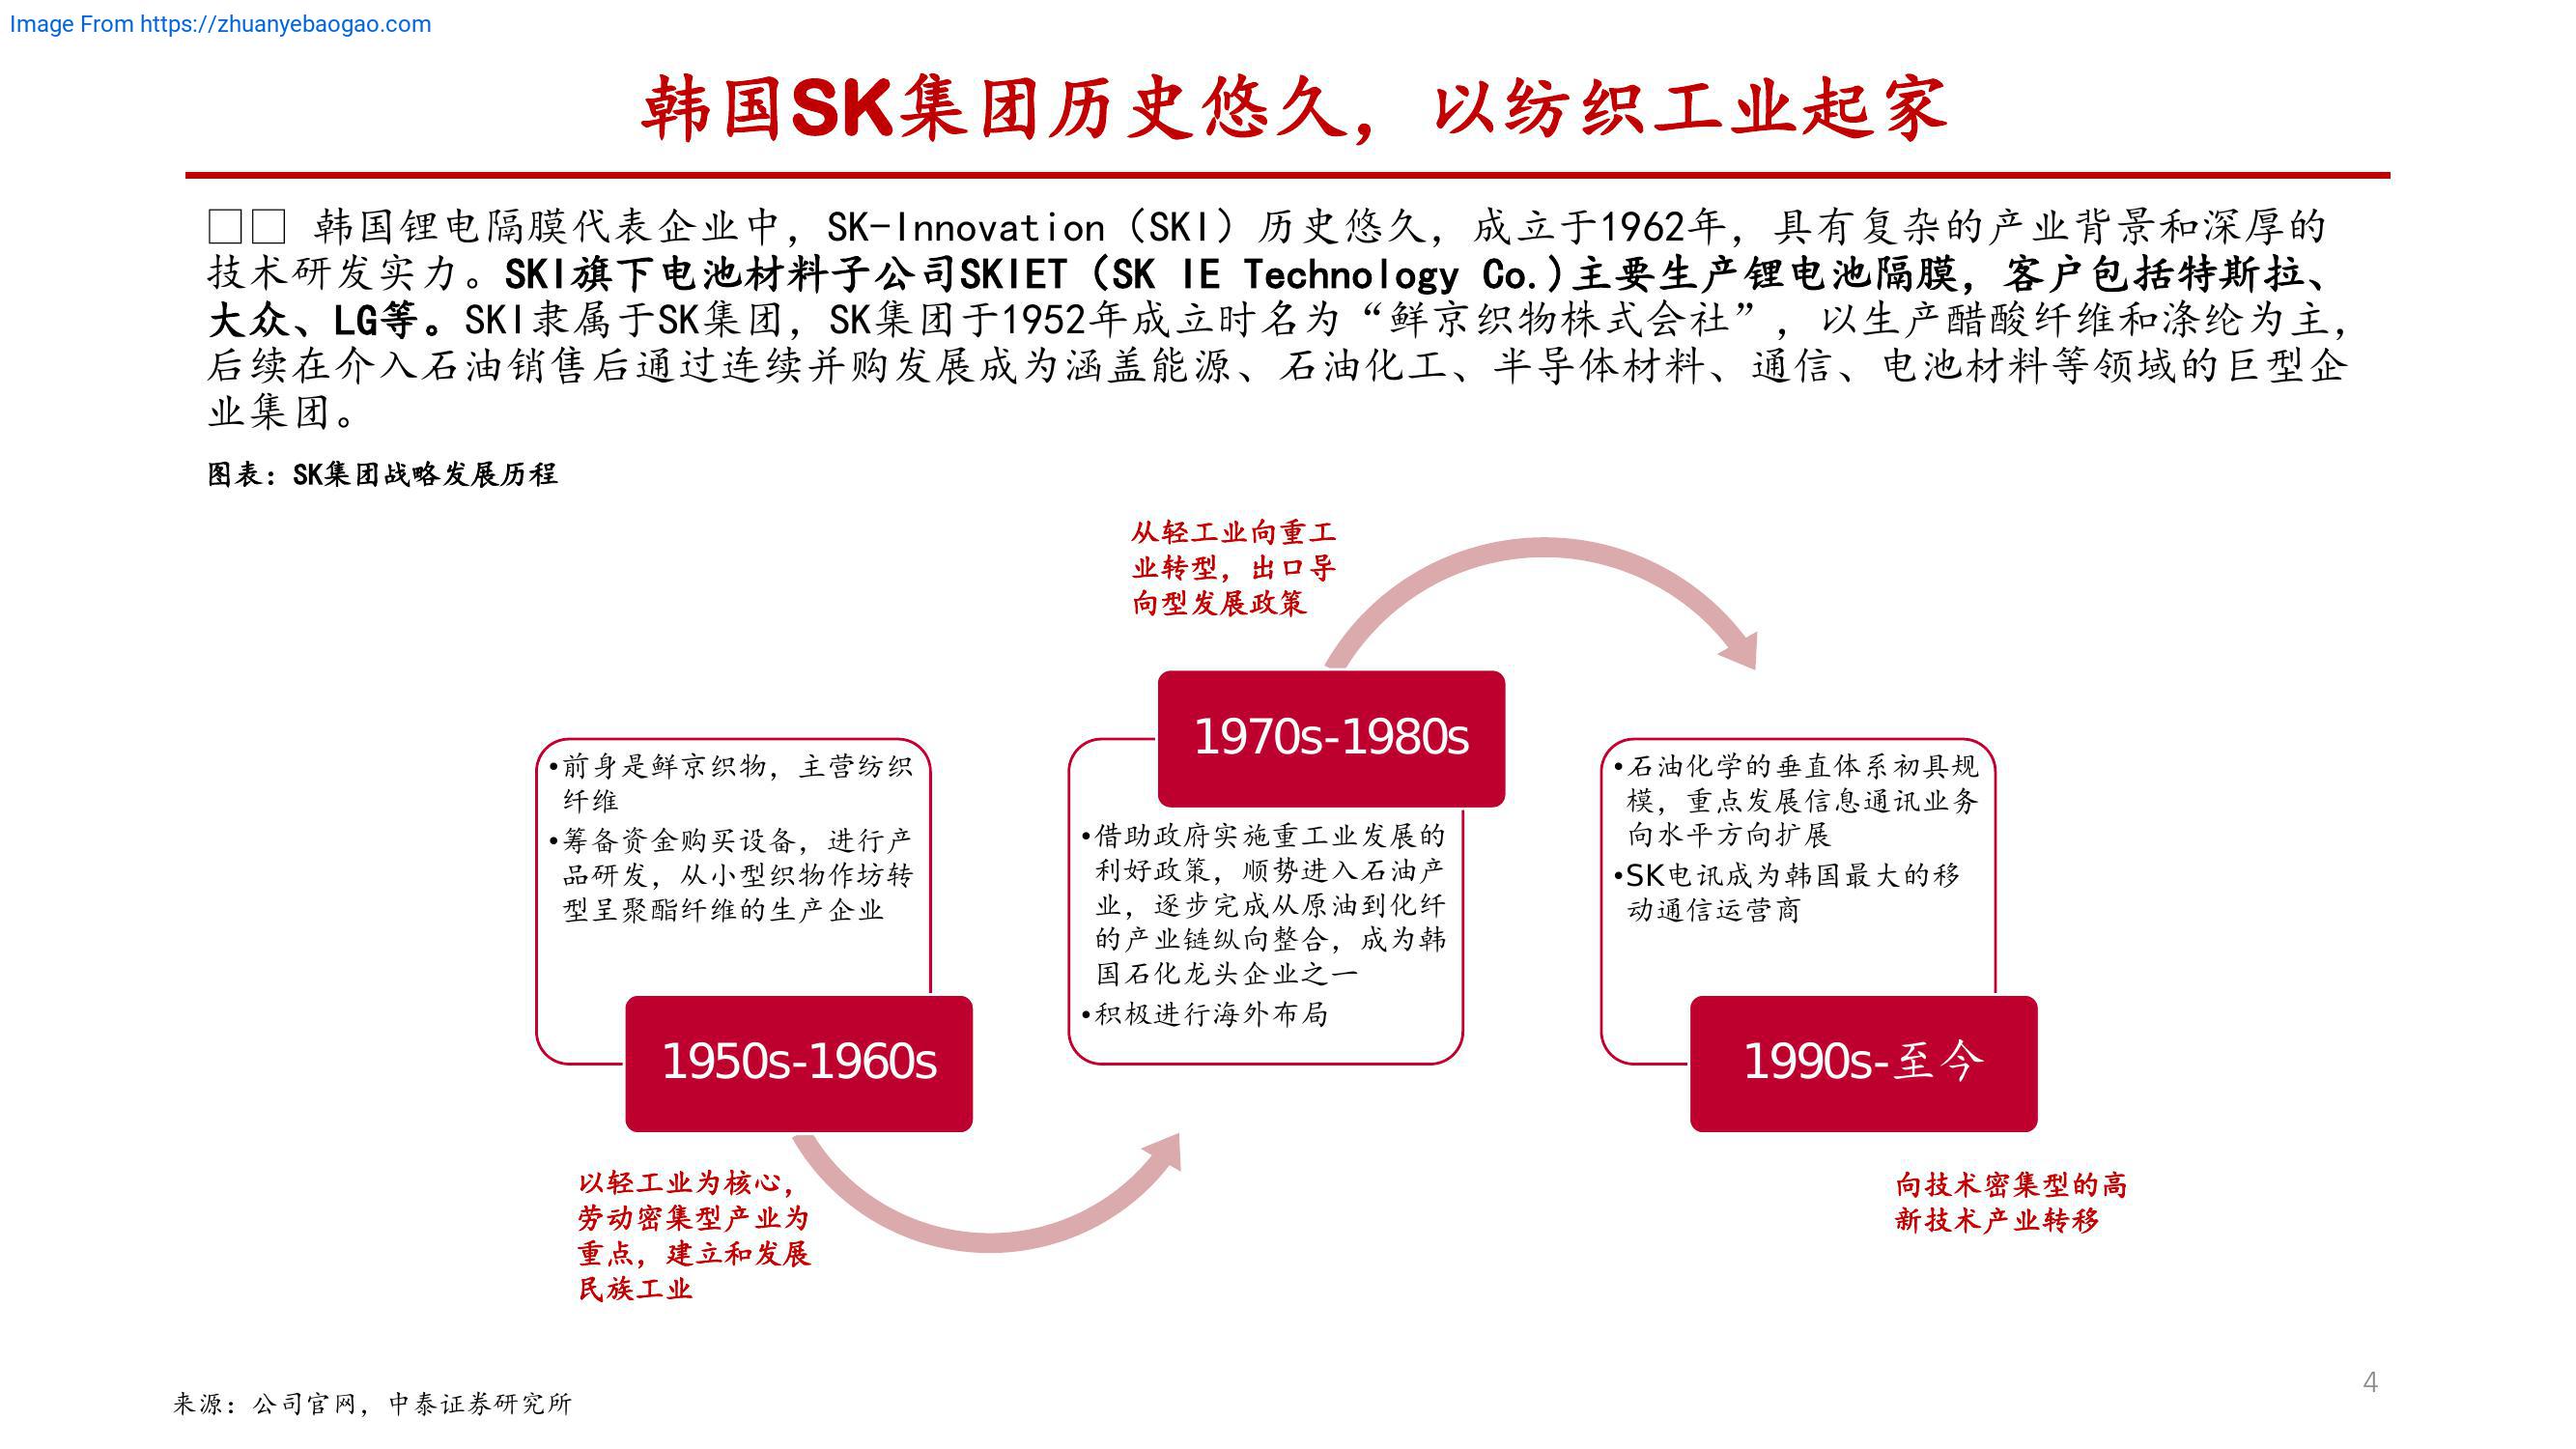 Image From https://zhuanyebaogao.com
韩国SK集团历史悠久，以纺织工业起家
□□ 韩国锂电隔膜代表企业中，SK-Innovation（SKI）历史悠久，成立于1962年，具有复杂的产业背景和深厚的
技术研发实力。SKI旗下电池材料子公司SKIET（SK IE Technology Co.)主要生产锂电池隔膜，客户包括特斯拉、
大众、LG等。SKI隶属于SK集团，SK集团于1952年成立时名为“鲜京织物株式会社”，以生产醋酸纤维和涤纶为主，
后续在介入石油销售后通过连续并购发展成为涵盖能源、石油化工、半导体材料、通信、电池材料等领域的巨型企
业集团。
图表：SK集团战略发展历程
•前身是鲜京织物，主营纺织
纤维
•筹备资金购买设备，进行产
品研发，从小型织物作坊转
型呈聚酯纤维的生产企业
1950s-1960s
以轻工业为核心，
劳动密集型产业为
重点，建立和发展
民族工业
从轻工业向重工
业转型，出口导
向型发展政策
1970s-1980s
•借助政府实施重工业发展的
利好政策，顺势进入石油产
业，逐步完成从原油到化纤
的产业链纵向整合，成为韩
国石化龙头企业之一
•积极进行海外布局
•石油化学的垂直体系初具规
模，重点发展信息通讯业务
向水平方向扩展
•SK电讯成为韩国最大的移
动通信运营商
1990s-至今
向技术密集型的高
新技术产业转移
来源：公司官网，中泰证券研究所
4